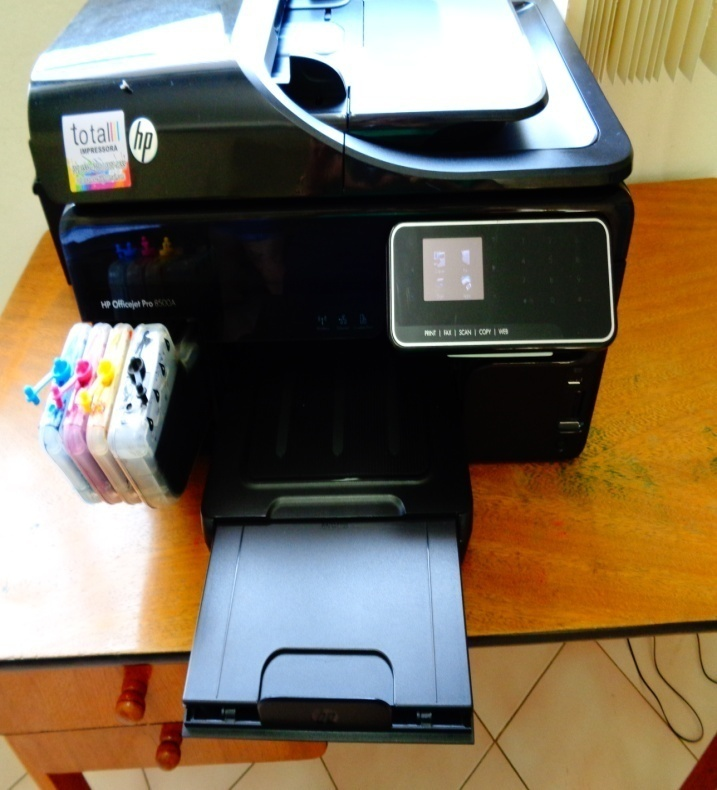 total
IMPRESSORA
hp
HP Officejet Pro 8500A
PRINT | FAX | SCAN | COPY | WEB